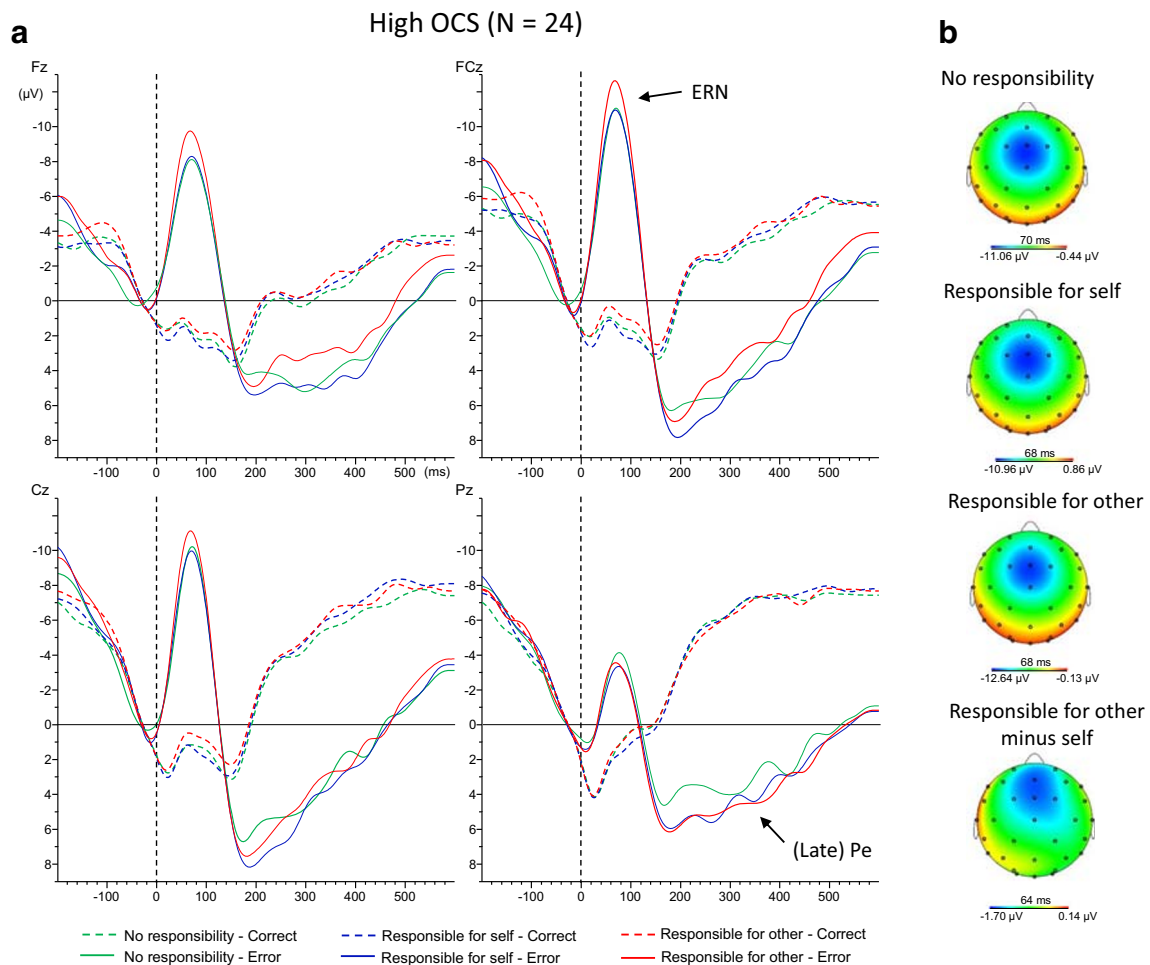 High OCS (N = 24)
a
b
Fz
(µV)
-10
-8
-6
-4
-2
0
2
4
6
8
-100 0 100 200 300 400 500 (ms)
FCz
ERN
-10
-8
-6
-4
-2
0
2
4
6
8
-100 0 100 200 300 400 500
Cz
-10
-8
-6
-4
-2
0
2
4
6
8
-100 0 100 200 300 400 500
Pz
-10
-8
-6
-4
-2
0
2
4
6
8
(Late) Pe
-100 0 100 200 300 400 500
No responsibility - Correct
Responsible for self - Correct
Responsible for other - Correct
No responsibility - Error
Responsible for self - Error
Responsible for other - Error
No responsibility
70 ms
-11.06 µV -0.44 µV
Responsible for self
68 ms
-10.96 µV 0.86 µV
Responsible for other
68 ms
-12.64 µV -0.13 µV
Responsible for other
minus self
64 ms
-1.70 µV 0.14 µV